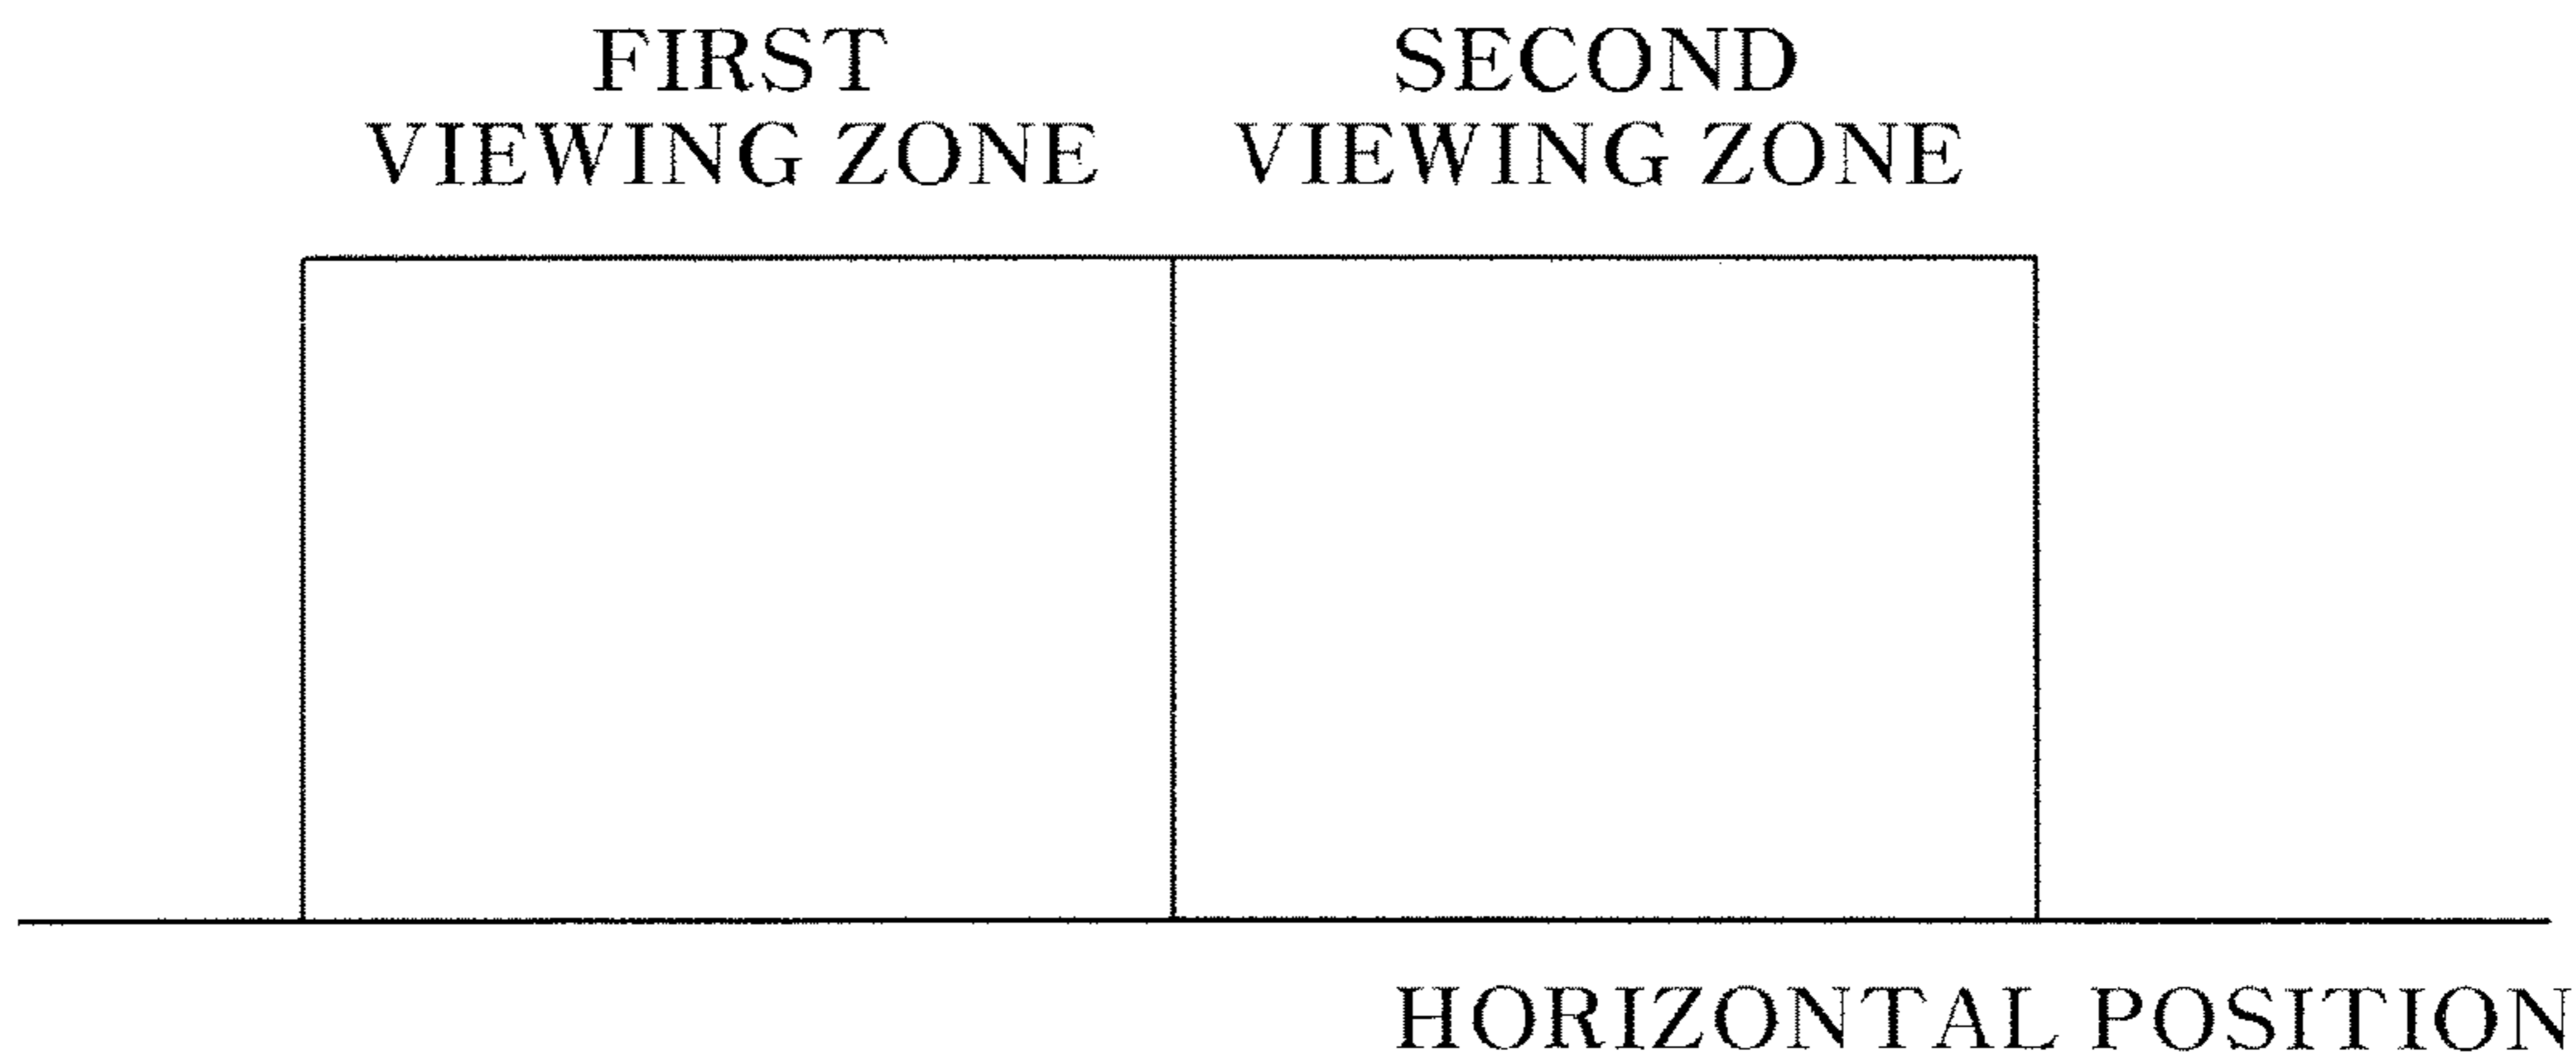 FIRST
VIEWING ZONE
SECOND
VIEWING ZONE
HORIZONTAL POSITION